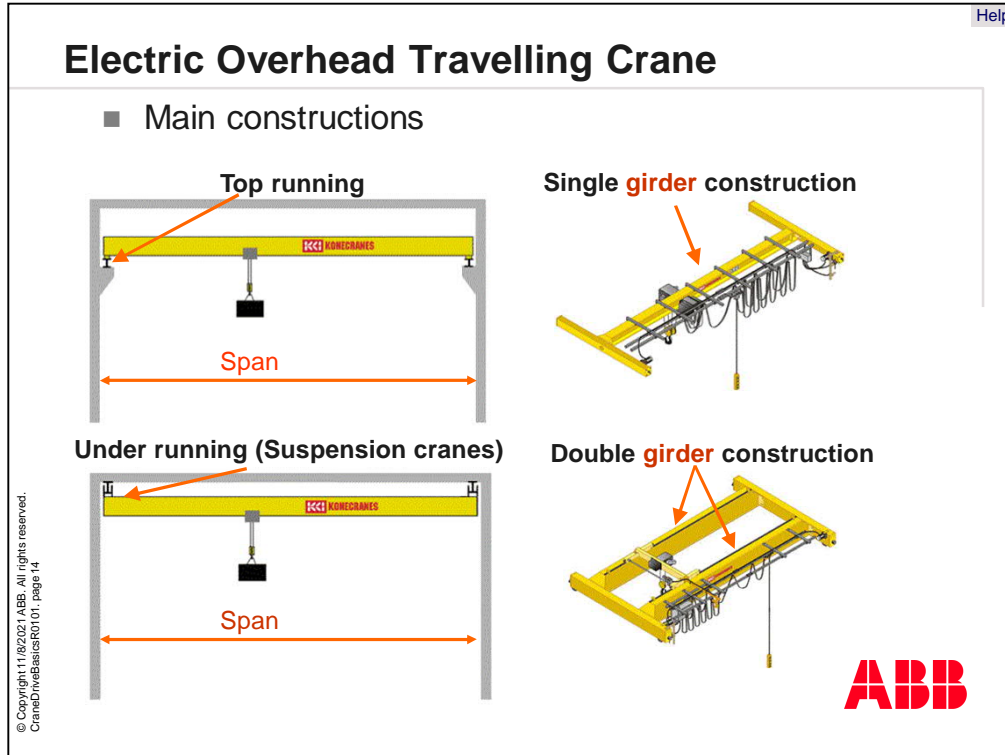 Help
Electric Overhead Travelling Crane
Main constructions
Top running
Single girder construction
KONECRANES
Span
Under running (Suspension cranes)
Double girder construction
KONECRANES
Span
© Copyright 11/8/2021 ABB. All rights reserved.
CraneDriveBasicsR0101. page 14
ABB